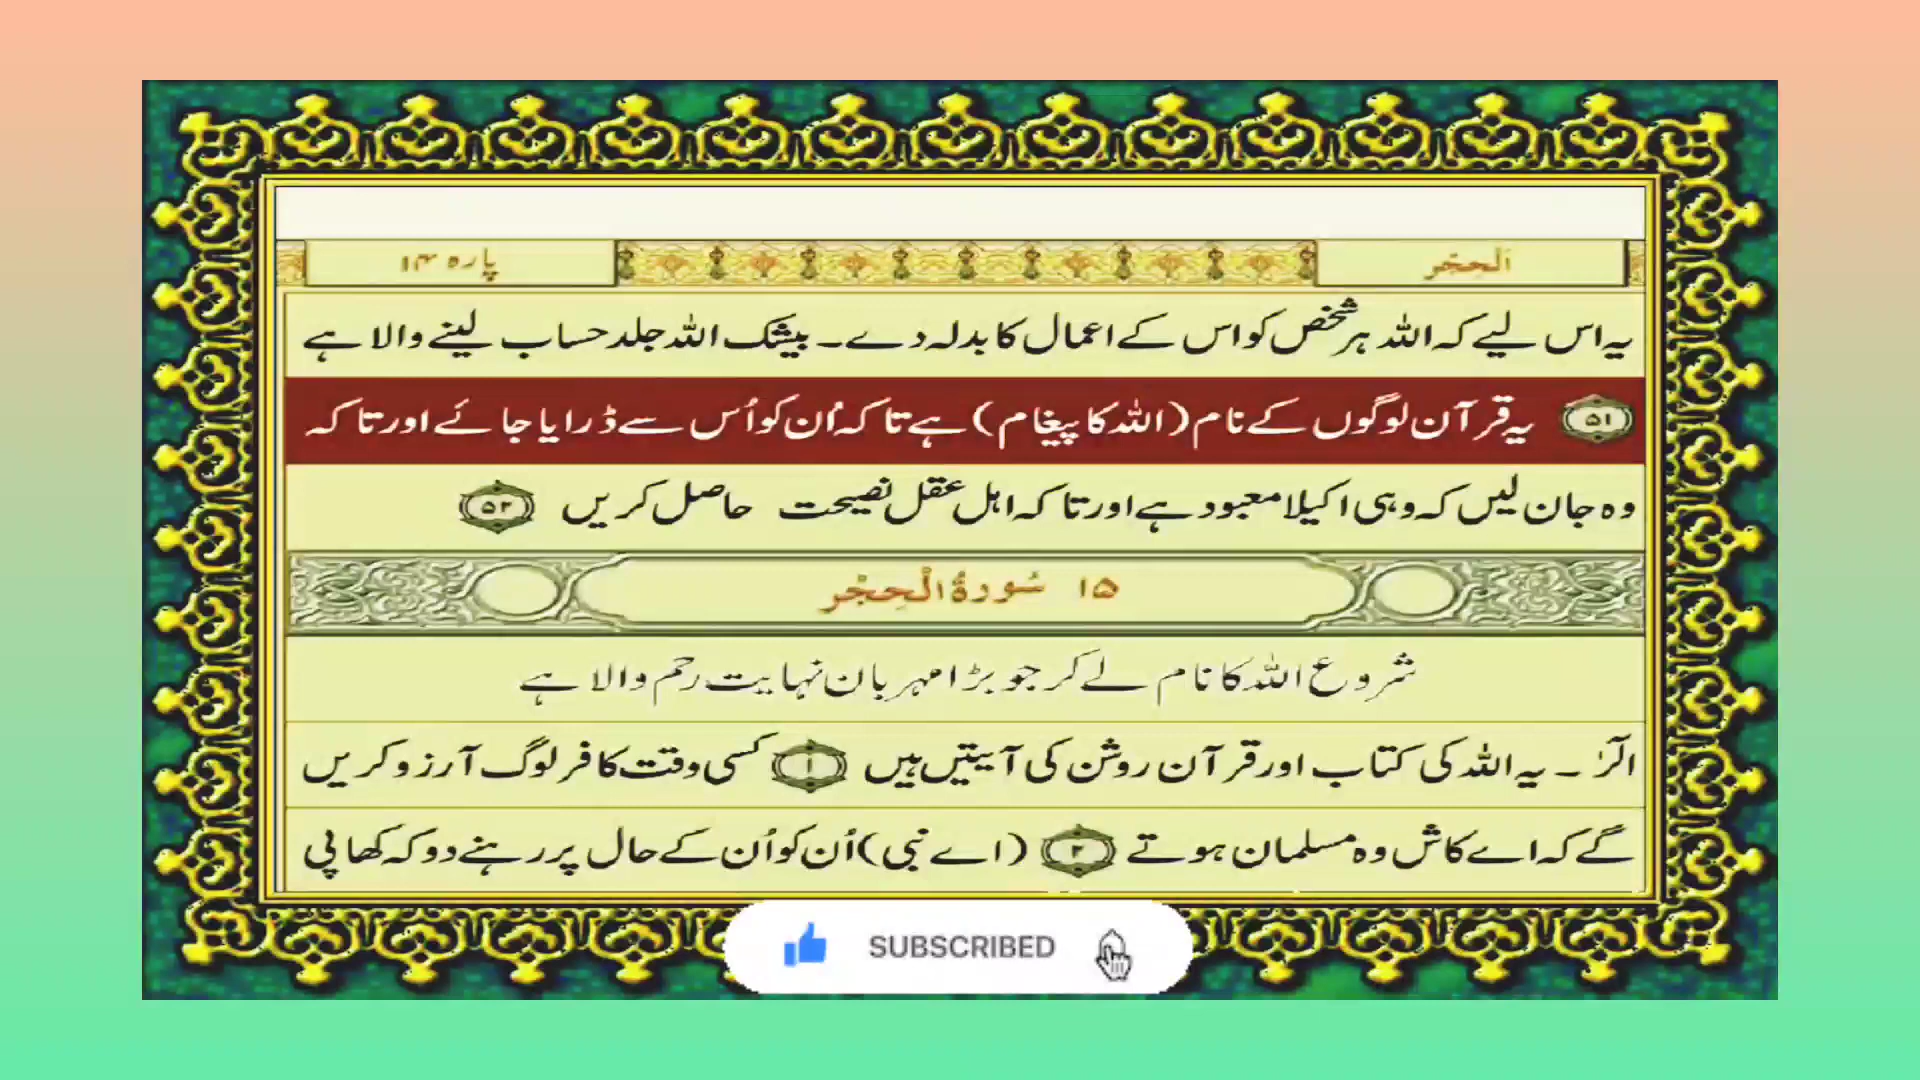 الحِجْر
پارہ ۱۴
یہ اس لیے کہ اللہ ہر شخص کو اس کے اعمال کا بدلہ دے۔ بیشک اللہ جلد حساب لینے والا ہے
۵۱ یہ قرآن لوگوں کے نام (اللہ کا پیغام) ہے تاکہ اُن کو اُس سے ڈرایا جائے اور تاکہ
وہ جان لیں کہ وہی اکیلا معبود ہے اور تاکہ اہل عقل نصیحت حاصل کریں ۵۲
۱۵ سُورۃُ الْحِجْر
شروع اللہ کا نام لے کر جو بڑا مہربان نہایت رحم والا ہے
الٓرٰ ۔ یہ اللہ کی کتاب اور قرآن روشن کی آیتیں ہیں ۱ کسی وقت کافر لوگ آرزو کریں
گے کہ اے کاش وہ مسلمان ہوتے ۲ (اے نبی) اُن کو اُن کے حال پر رہنے دو کہ کھا پی
SUBSCRIBED